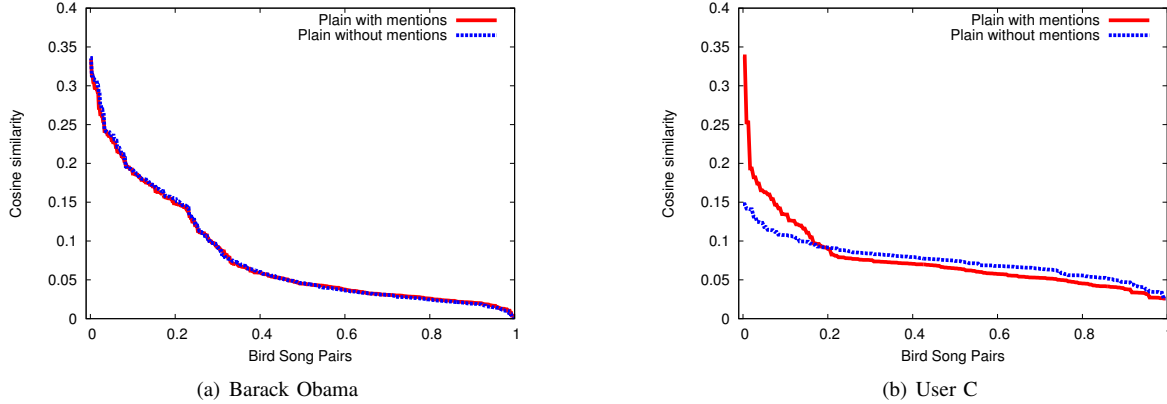 0.4
0.35
0.3
0.25
0.2
0.15
0.1
0.05
0
Cosine similarity
Plain with mentions
Plain without mentions
0 0.2 0.4 0.6 0.8 1
Bird Song Pairs
(a) Barack Obama
0.4
0.35
0.3
0.25
0.2
0.15
0.1
0.05
0
Cosine similarity
Plain with mentions
Plain without mentions
0 0.2 0.4 0.6 0.8 1
Bird Song Pairs
(b) User C